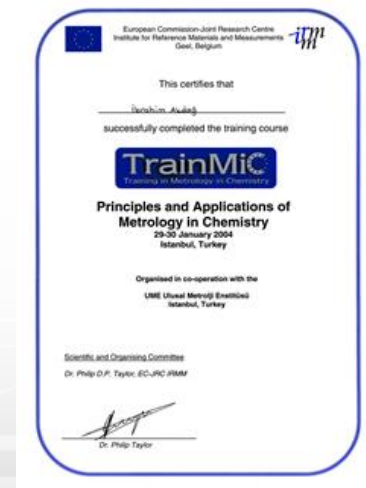 European Commission-Joint Research Centre
Institute for Reference Materials and Measurements
Geel, Belgium
irmm
This certifies that
İbrahim Akdağ
successfully completed the training course
TrainMiC
Training in Metrology in Chemistry
Principles and Applications of
Metrology in Chemistry
29-30 January 2004
Istanbul, Turkey
Organised in co-operation with the
UME Ulusal Metroloji Enstitüsü
Istanbul, Turkey
Scientific and Organising Committee
Dr. Philip D.P. Taylor, EC-JRC-IRMM
Dr. Philip Taylor